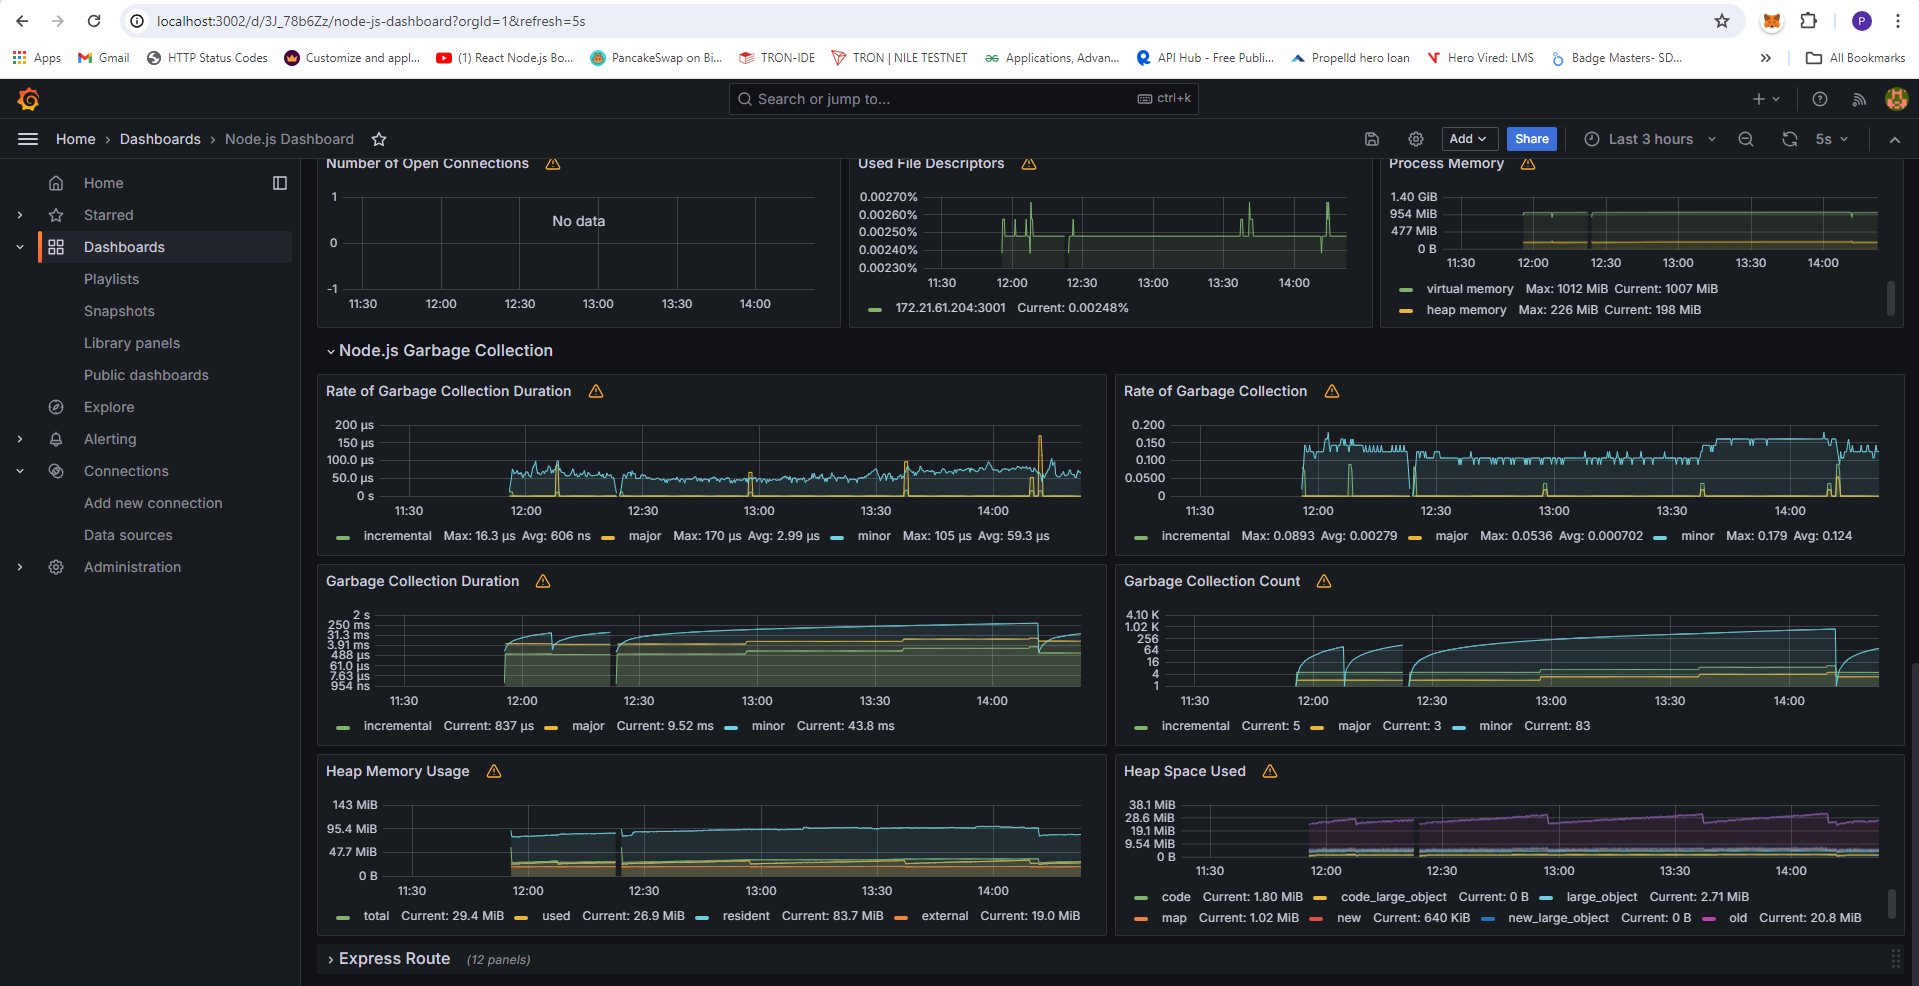 localhost:3002/d/3J_78b6Zz/node-js-dashboard?orgId=1&refresh=5s
P
Apps Gmail HTTP Status Codes Customize and appl... (1) React Node.js Bo... PancakeSwap on Bi... TRON-IDE TRON | NILE TESTNET Applications, Advan... API Hub - Free Publi... Propelld hero loan Hero Vired: LMS Badge Masters- SD... » All Bookmarks
Search or jump to... ctrl+k
Home › Dashboards › Node.js Dashboard Add Share Last 3 hours 5s
Home
Starred
Dashboards
Playlists
Snapshots
Library panels
Public dashboards
Explore
Alerting
Connections
Add new connection
Data sources
Administration
Number of Open Connections
1
0
-1
No data
11:30 12:00 12:30 13:00 13:30 14:00
Used File Descriptors
0.00270%
0.00260%
0.00250%
0.00240%
0.00230%
11:30 12:00 12:30 13:00 13:30 14:00
172.21.61.204:3001 Current: 0.00248%
Process Memory
1.40 GiB
954 MiB
477 MiB
0 B
11:30 12:00 12:30 13:00 13:30 14:00
virtual memory Max: 1012 MiB Current: 1007 MiB
heap memory Max: 226 MiB Current: 198 MiB
Node.js Garbage Collection
Rate of Garbage Collection Duration
200 µs
150 µs
100.0 µs
50.0 µs
0 s
11:30 12:00 12:30 13:00 13:30 14:00
incremental Max: 16.3 µs Avg: 606 ns major Max: 170 µs Avg: 2.99 µs minor Max: 105 µs Avg: 59.3 µs
Rate of Garbage Collection
0.200
0.150
0.100
0.0500
0
11:30 12:00 12:30 13:00 13:30 14:00
incremental Max: 0.0893 Avg: 0.00279 major Max: 0.0536 Avg: 0.000702 minor Max: 0.179 Avg: 0.124
Garbage Collection Duration
2 s
250 ms
31.3 ms
3.91 ms
488 µs
61.0 µs
7.63 µs
954 ns
11:30 12:00 12:30 13:00 13:30 14:00
incremental Current: 837 µs major Current: 9.52 ms minor Current: 43.8 ms
Garbage Collection Count
4.10 K
1.02 K
256
64
16
4
1
11:30 12:00 12:30 13:00 13:30 14:00
incremental Current: 5 major Current: 3 minor Current: 83
Heap Memory Usage
143 MiB
95.4 MiB
47.7 MiB
0 B
11:30 12:00 12:30 13:00 13:30 14:00
total Current: 29.4 MiB used Current: 26.9 MiB resident Current: 83.7 MiB external Current: 19.0 MiB
Heap Space Used
38.1 MiB
28.6 MiB
19.1 MiB
9.54 MiB
0 B
11:30 12:00 12:30 13:00 13:30 14:00
code Current: 1.80 MiB code_large_object Current: 0 B large_object Current: 2.71 MiB
map Current: 1.02 MiB new Current: 640 KiB new_large_object Current: 0 B old Current: 20.8 MiB
Express Route (12 panels)